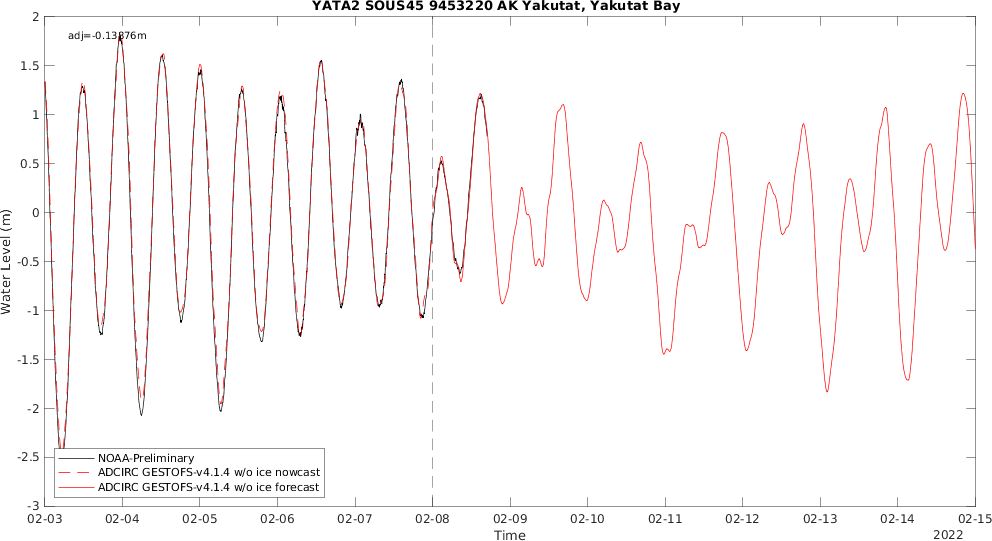 YATA2 SOUS45 9453220 AK Yakutat, Yakutat Bay
adj=-0.13876m
2
1.5
1
0.5
0
-0.5
-1
-1.5
-2
-2.5
-3
Water Level (m)
NOAA-Preliminary
ADCIRC GESTOFS-v4.1.4 w/o ice nowcast
ADCIRC GESTOFS-v4.1.4 w/o ice forecast
02-03 02-04 02-05 02-06 02-07 02-08 02-09 02-10 02-11 02-12 02-13 02-14 02-15
Time
2022